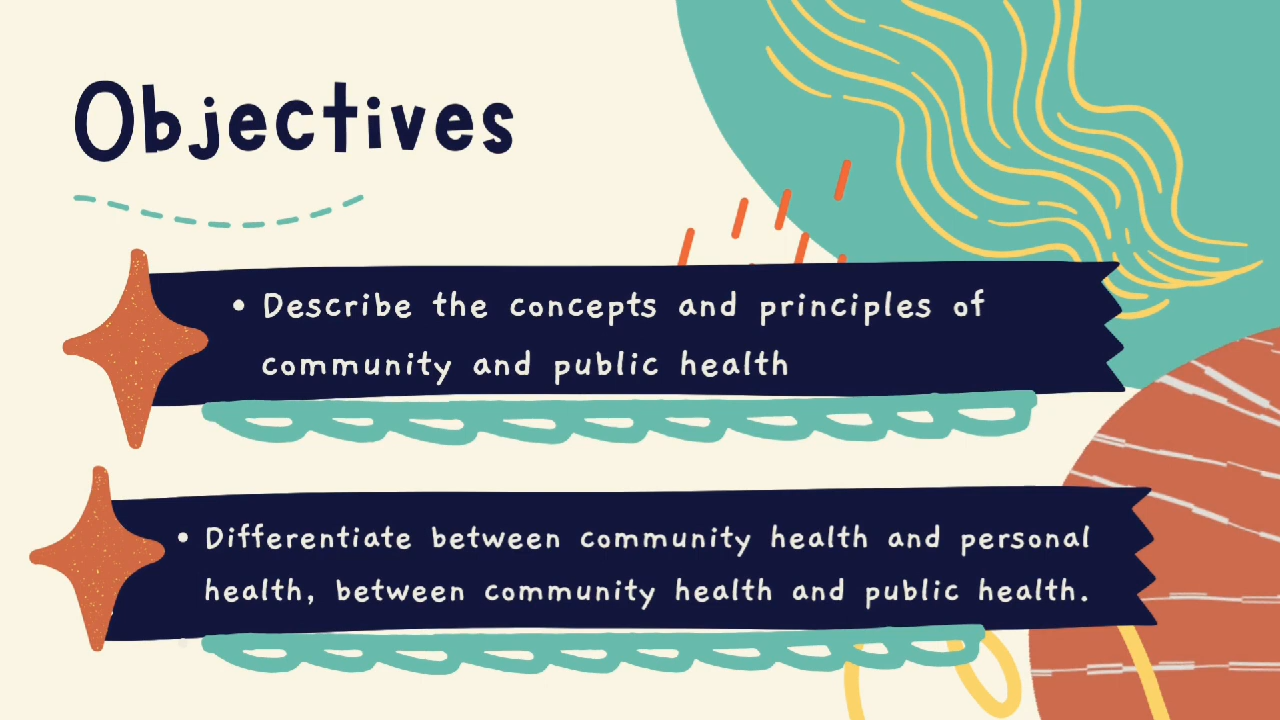 Objectives
• Describe the concepts and principles of
community and public health
• Differentiate between community health and personal
health, between community health and public health.